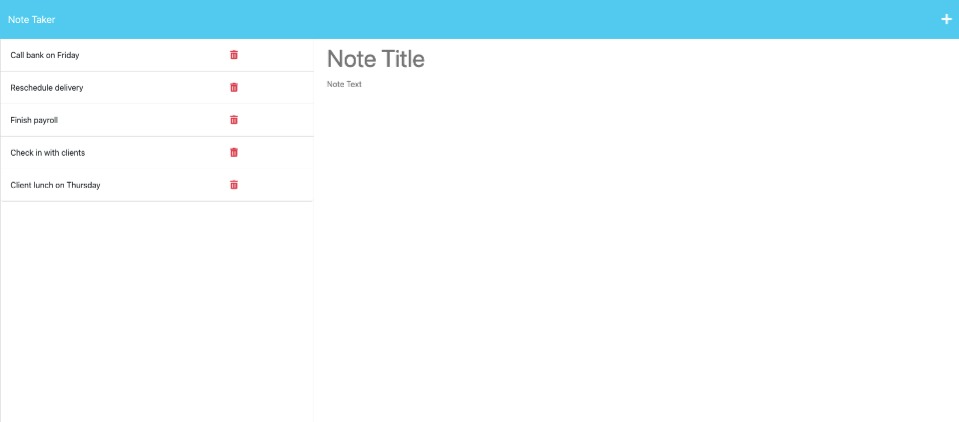 Note Taker
Call bank on Friday
Reschedule delivery
Finish payroll
Check in with clients
Client lunch on Thursday
Note Title
Note Text